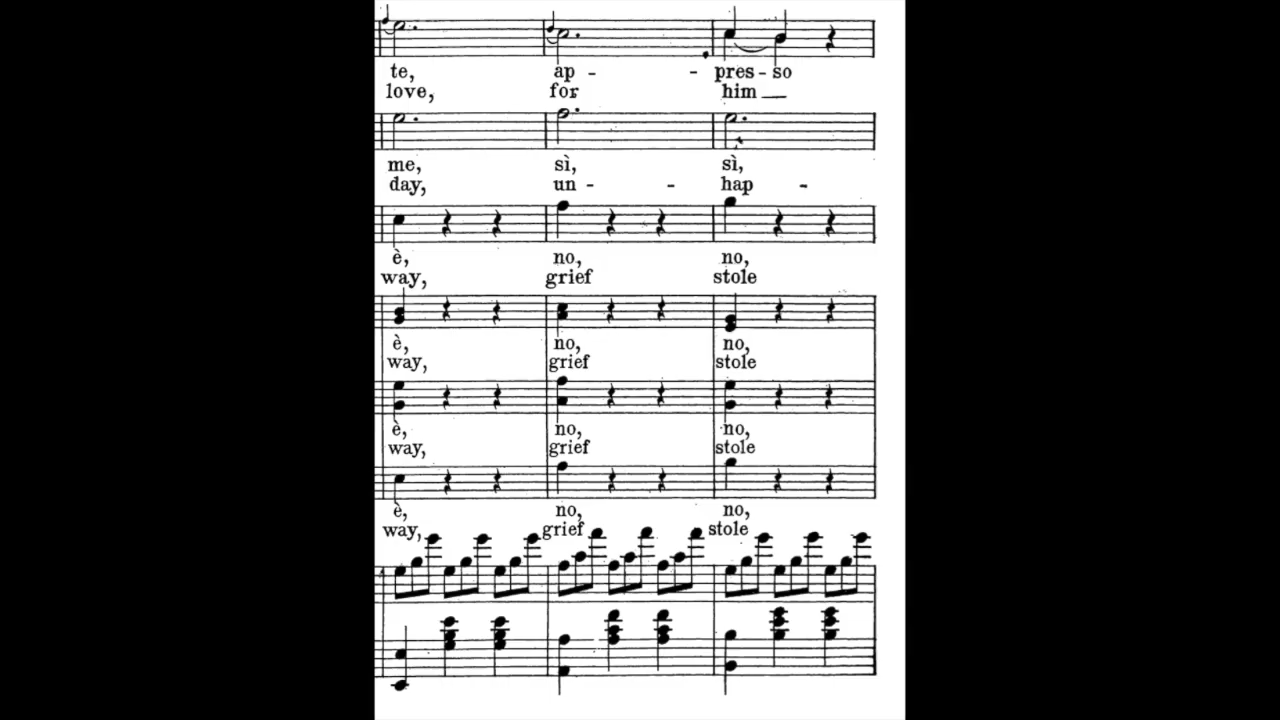 te, ap - - pres - so
love, for him
me, sì, sì,
day, un - - hap -
è, no, no,
way, grief stole
è, no, no,
way, grief stole
è, no, no,
way, grief stole
è, no, no,
way, grief stole